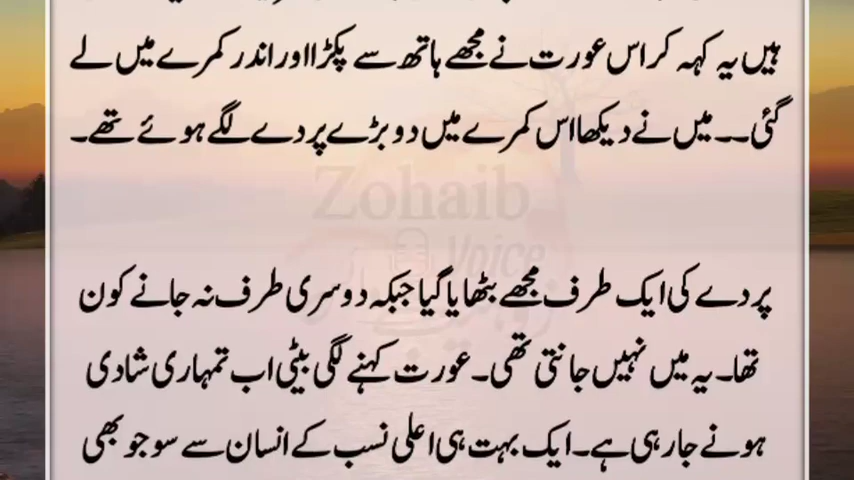 ہیں یہ کہہ کر اس عورت نے مجھے ہاتھ سے پکڑا اور اندر کمرے میں لے
گئی۔۔ میں نے دیکھا اس کمرے میں دو بڑے پردے لگے ہوئے تھے۔
Zohaib
Voice
پردے کی ایک طرف مجھے بٹھایا گیا جبکہ دوسری طرف نہ جانے کون
تھا۔ یہ میں نہیں جانتی تھی۔ عورت کہنے لگی بیٹی اب تمہاری شادی
ہونے جارہی ہے۔ ایک بہت ہی اعلی نسب کے انسان سے سو جو بھی